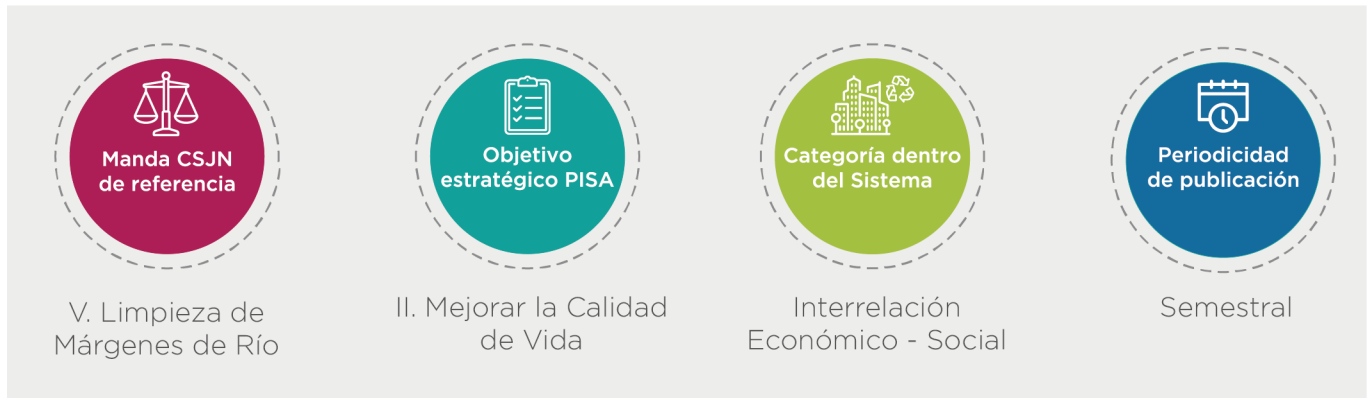 Manda CSJN
de referencia
V. Limpieza de
Márgenes de Río
Objetivo
estratégico PISA
II. Mejorar la Calidad
de Vida
Categoría dentro
del Sistema
Interrelación
Económico - Social
Periodicidad
de publicación
Semestral